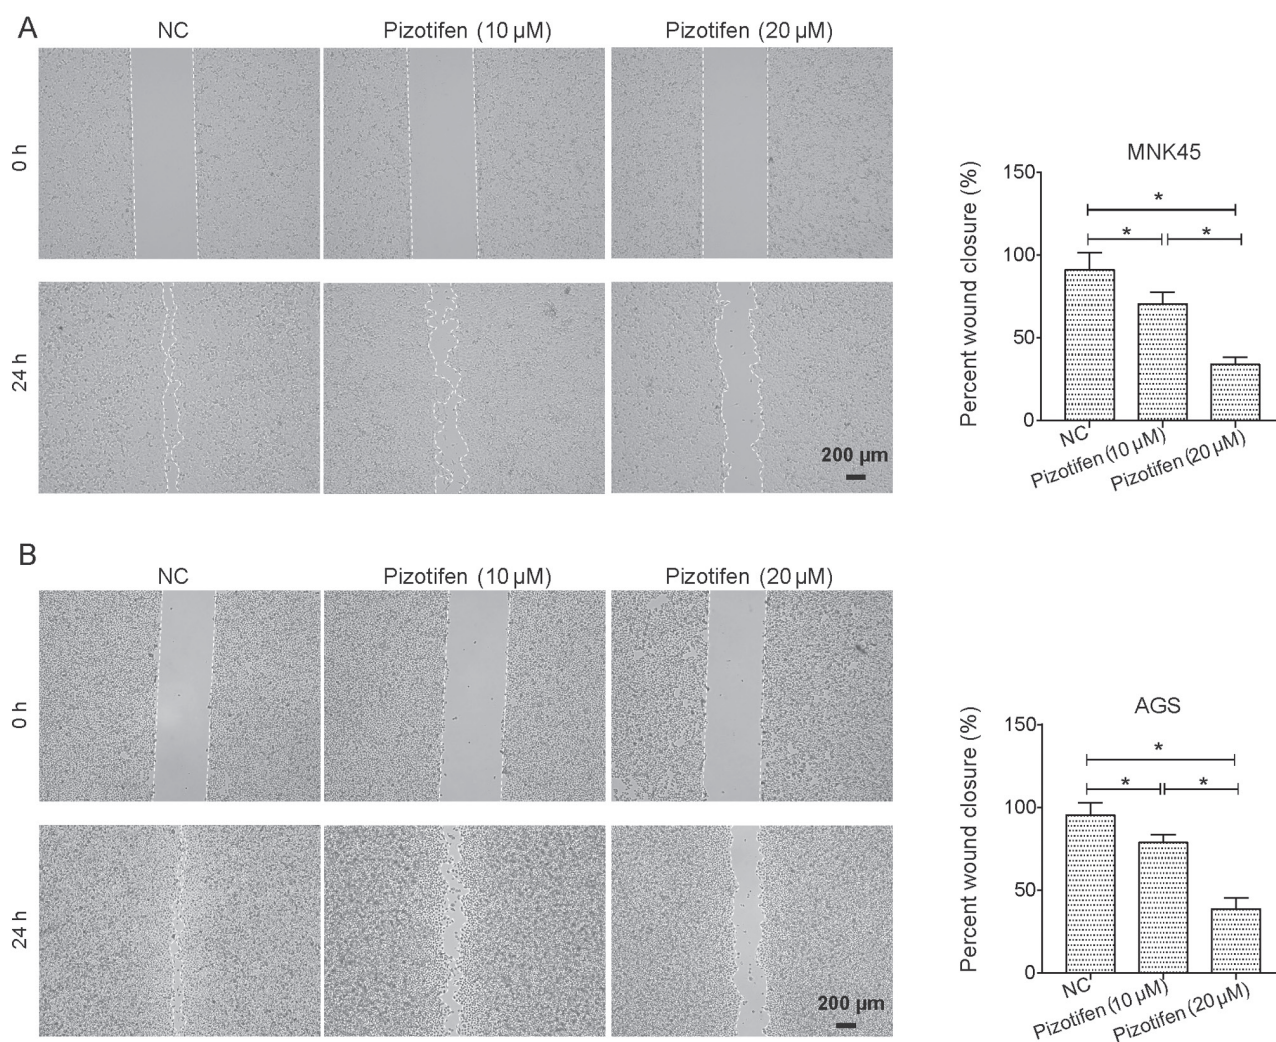 A
NC
Pizotifen (10 µM)
Pizotifen (20 µM)
0 h
24 h
200 µm
MNK45
Percent wound closure (%)
150
100
50
0
*
*
*
NC
Pizotifen (10 µM)
Pizotifen (20 µM)
B
NC
Pizotifen (10 µM)
Pizotifen (20 µM)
0 h
24 h
200 µm
AGS
Percent wound closure (%)
150
100
50
0
*
*
*
NC
Pizotifen (10 µM)
Pizotifen (20 µM)